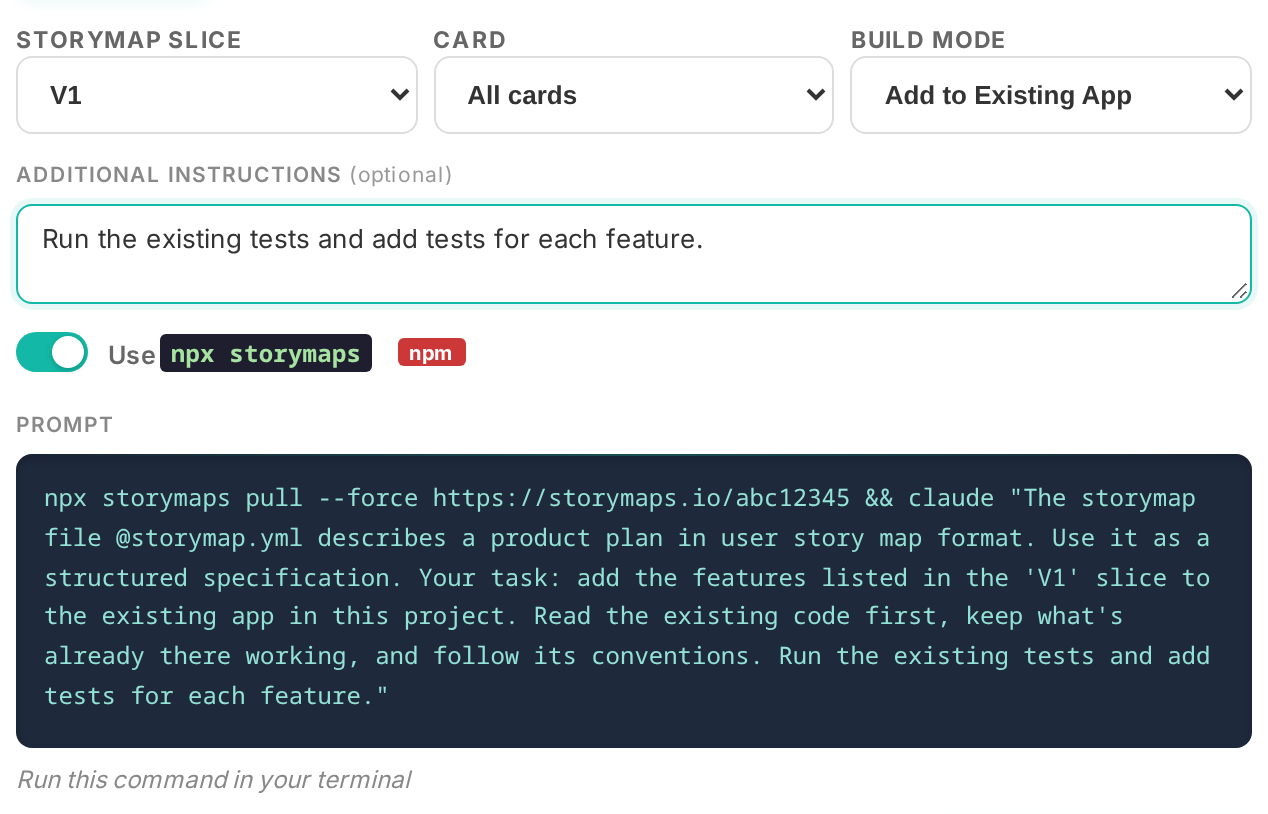 STORYMAP SLICE
CARD
BUILD MODE
V1
All cards
Add to Existing App
ADDITIONAL INSTRUCTIONS (optional)
Run the existing tests and add tests for each feature.
Use npx storymaps npm
PROMPT
npx storymaps pull --force https://storymaps.io/abc12345 && claude "The storymap
file @storymap.yml describes a product plan in user story map format. Use it as a
structured specification. Your task: add the features listed in the 'V1' slice to
the existing app in this project. Read the existing code first, keep what's
already there working, and follow its conventions. Run the existing tests and add
tests for each feature."
Run this command in your terminal